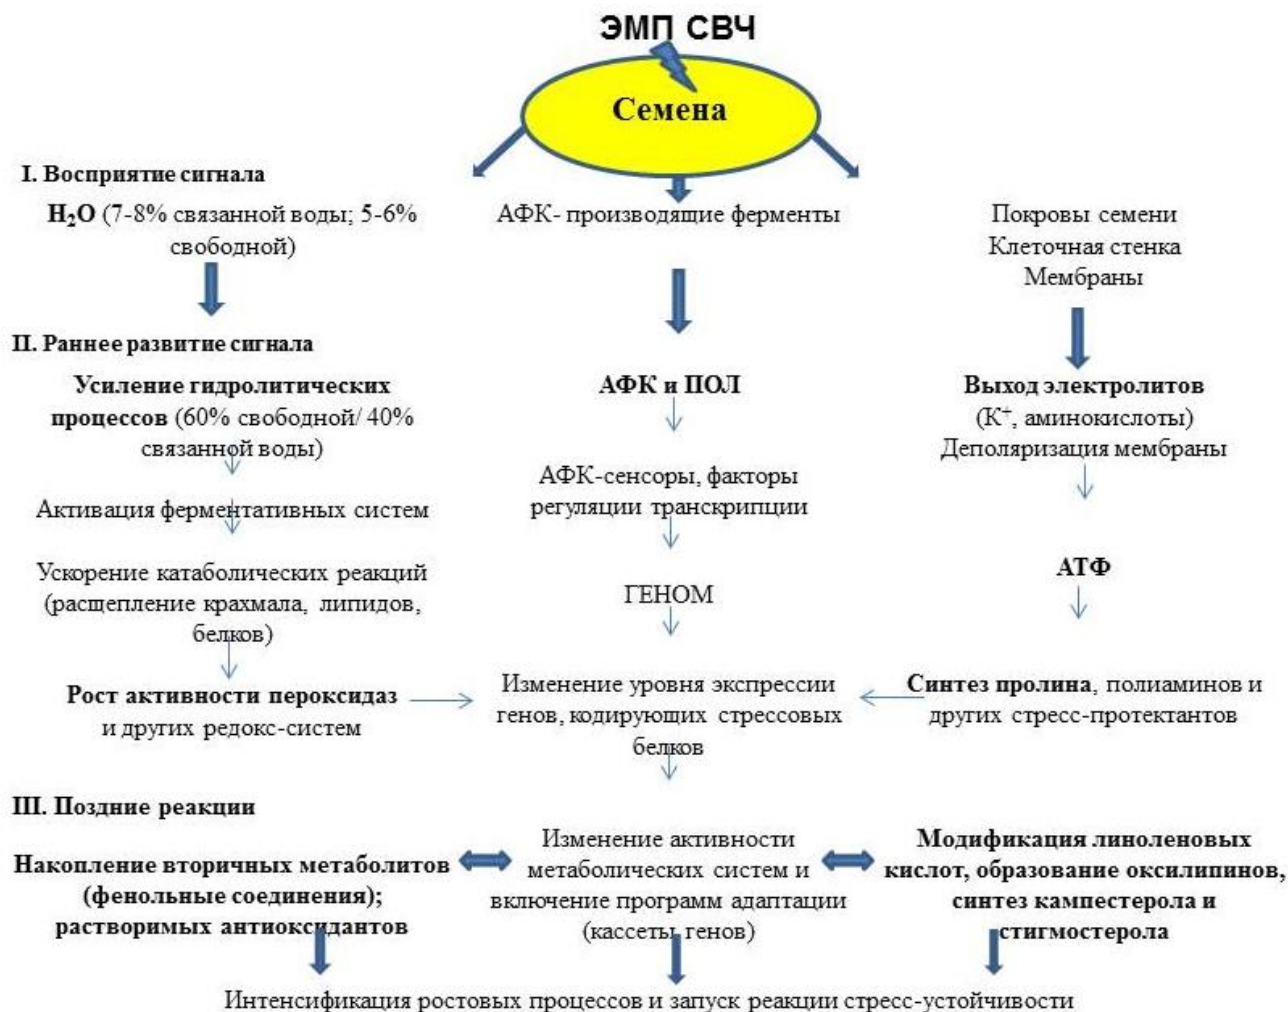 ЭМП СВЧ
Семена
I. Восприятие сигнала
H₂O (7-8% связанной воды; 5-6%
свободной)
АФК- производящие ферменты
Покровы семени
Клеточная стенка
Мембраны
II. Раннее развитие сигнала
Усиление гидролитических
процессов (60% свободной/ 40%
связанной воды)
АФК и ПОЛ
Выход электролитов
(К⁺, аминокислоты)
Деполяризация мембраны
Активация ферментативных систем
АФК-сенсоры, факторы
регуляции транскрипции
Ускорение катаболических реакций
(расщепление крахмала, липидов,
белков)
ГЕНОМ
АТФ
Рост активности пероксидаз
и других редокс-систем
Изменение уровня экспрессии
генов, кодирующих стрессовых
белков
Синтез пролина, полиаминов и
других стресс-протектантов
III. Поздние реакции
Накопление вторичных метаболитов
(фенольные соединения);
растворимых антиоксидантов
Изменение активности
метаболических систем и
включение программ адаптации
(кассеты генов)
Модификация линоленовых
кислот, образование оксилипинов,
синтез кампестерола и
стигмостерола
Интенсификация ростовых процессов и запуск реакции стресс-устойчивости